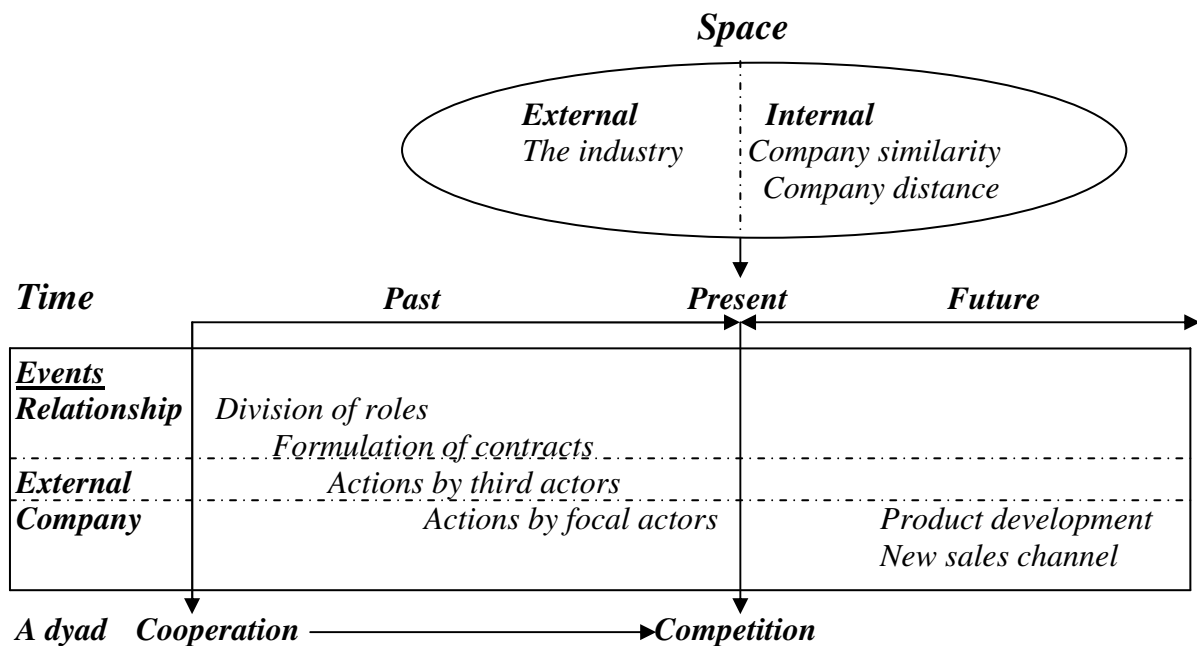 Space
External Internal
The industry Company similarity
Company distance
Time Past Present Future
Events
Relationship Division of roles
Formulation of contracts
External Actions by third actors
Company Actions by focal actors Product development
New sales channel
A dyad Cooperation Competition